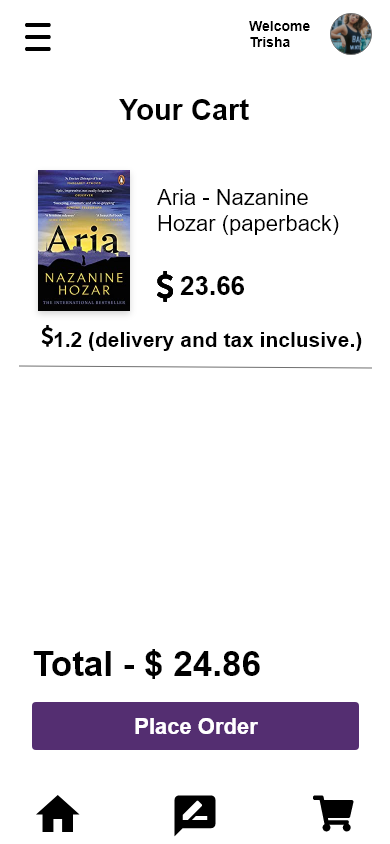 Welcome
Trisha
Your Cart
Aria - Nazanine
Hozar (paperback)
Aria
NAZANINE
HOZAR
THE INTERNATIONAL BESTSELLER
$ 23.66
$1.2 (delivery and tax inclusive.)
Total - $ 24.86
Place Order